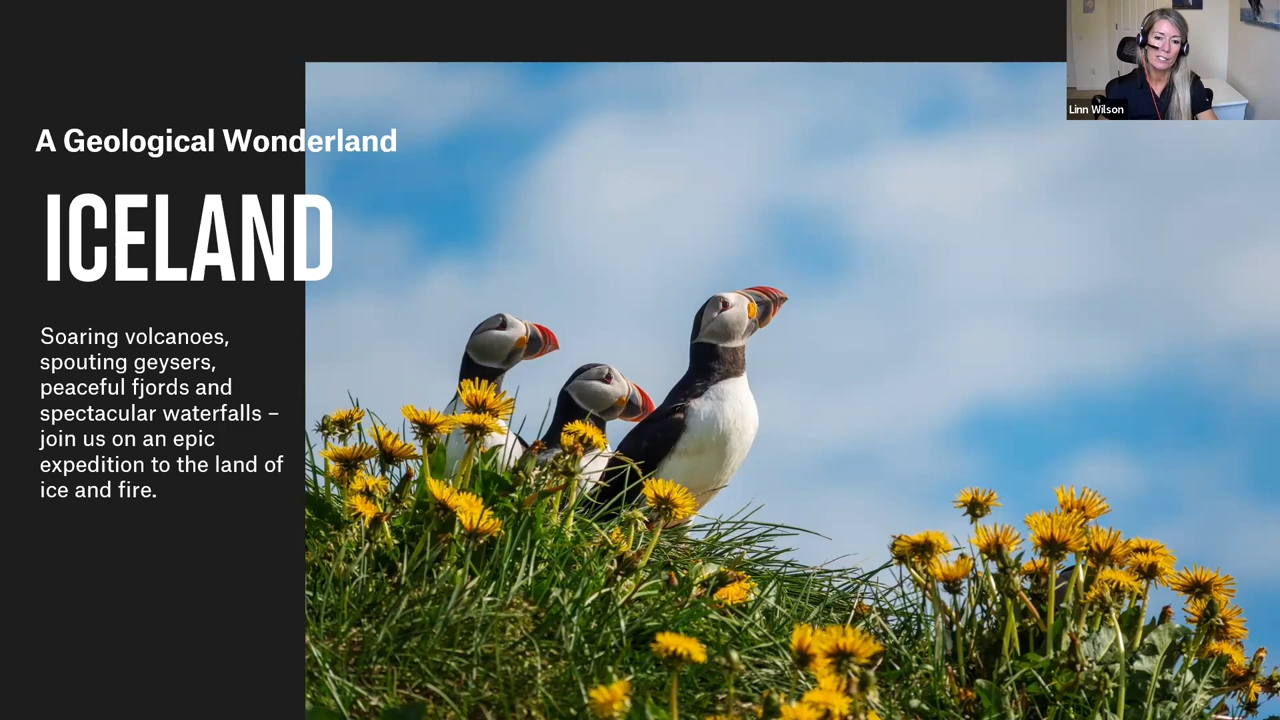 A Geological Wonderland
ICELAND
Soaring volcanoes,
spouting geysers,
peaceful fjords and
spectacular waterfalls –
join us on an epic
expedition to the land of
ice and fire.
Linn Wilson